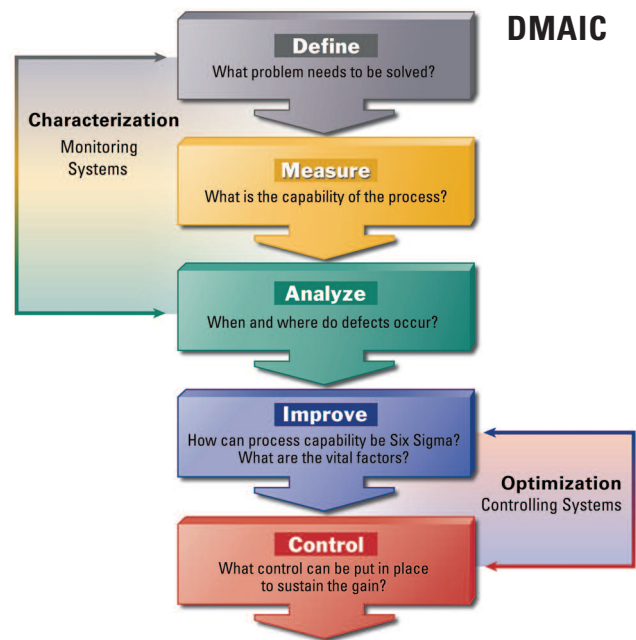 DMAIC
Define
What problem needs to be solved?
Characterization
Monitoring
Systems
Measure
What is the capability of the process?
Analyze
When and where do defects occur?
Improve
How can process capability be Six Sigma?
What are the vital factors?
Optimization
Controlling Systems
Control
What control can be put in place
to sustain the gain?